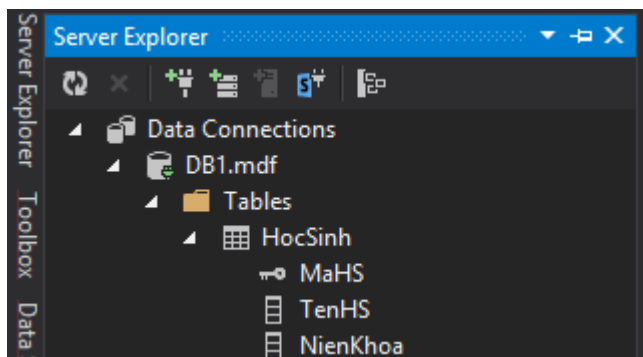 Server Explorer
Toolbox
Data
Server Explorer
Data Connections
DB1.mdf
Tables
HocSinh
MaHS
TenHS
NienKhoa